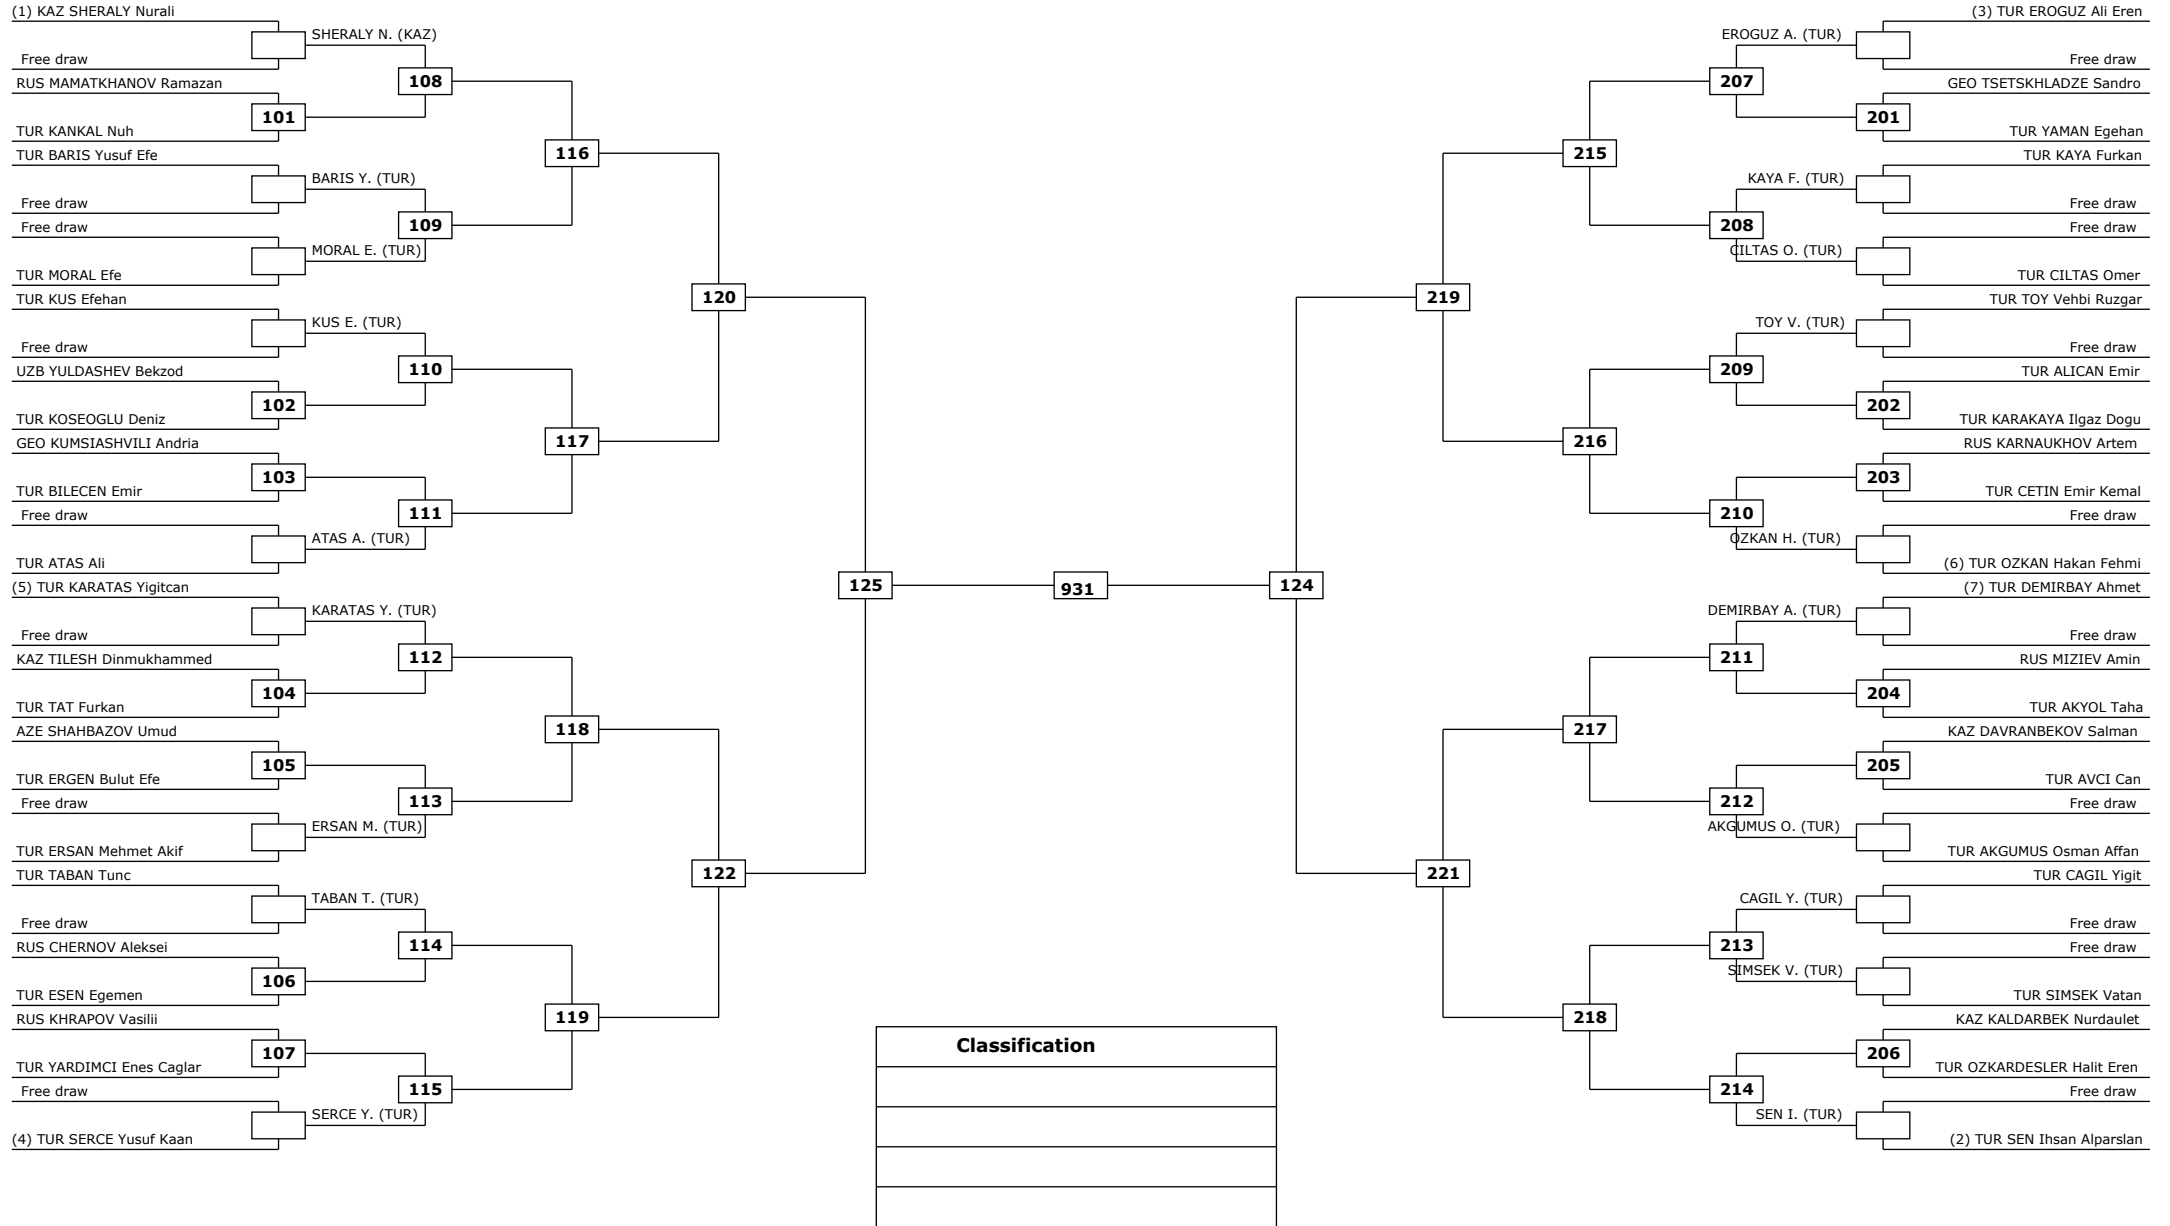 (1) KAZ SHERALY Nurali
Free draw
RUS MAMATKHANOV Ramazan
TUR KANKAL Nuh
TUR BARIS Yusuf Efe
Free draw
Free draw
TUR MORAL Efe
TUR KUS Efehan
Free draw
UZB YULDASHEV Bekzod
TUR KOSEOGLU Deniz
GEO KUMSIASHVILI Andria
TUR BILECEN Emir
Free draw
TUR ATAS Ali
(5) TUR KARATAS Yigitcan
Free draw
KAZ TILESH Dinmukhammed
TUR TAT Furkan
AZE SHAHBAZOV Umud
TUR ERGEN Bulut Efe
Free draw
TUR ERSAN Mehmet Akif
TUR TABAN Tunc
Free draw
RUS CHERNOV Aleksei
TUR ESEN Egemen
RUS KHRAPOV Vasilii
TUR YARDIMCI Enes Caglar
Free draw
(4) TUR SERCE Yusuf Kaan
101
102
103
104
105
106
107
SHERALY N. (KAZ)
BARIS Y. (TUR)
MORAL E. (TUR)
KUS E. (TUR)
ATAS A. (TUR)
KARATAS Y. (TUR)
ERSAN M. (TUR)
TABAN T. (TUR)
SERCE Y. (TUR)
108
109
110
111
112
113
114
115
116
117
118
119
120
122
125
931
124
219
221
215
216
217
218
207
208
209
210
211
212
213
214
EROGUZ A. (TUR)
KAYA F. (TUR)
CILTAS O. (TUR)
TOY V. (TUR)
OZKAN H. (TUR)
DEMIRBAY A. (TUR)
AKGUMUS O. (TUR)
CAGIL Y. (TUR)
SIMSEK V. (TUR)
SEN I. (TUR)
201
202
203
204
205
206
(3) TUR EROGUZ Ali Eren
Free draw
GEO TSETSKHLADZE Sandro
TUR YAMAN Egehan
TUR KAYA Furkan
Free draw
Free draw
TUR CILTAS Omer
TUR TOY Vehbi Ruzgar
Free draw
TUR ALICAN Emir
TUR KARAKAYA Ilgaz Dogu
RUS KARNAUKHOV Artem
TUR CETIN Emir Kemal
Free draw
(6) TUR OZKAN Hakan Fehmi
(7) TUR DEMIRBAY Ahmet
Free draw
RUS MIZIEV Amin
TUR AKYOL Taha
KAZ DAVRANBEKOV Salman
TUR AVCI Can
Free draw
TUR AKGUMUS Osman Affan
TUR CAGIL Yigit
Free draw
Free draw
TUR SIMSEK Vatan
KAZ KALDARBEK Nurdaulet
TUR OZKARDESLER Halit Eren
Free draw
(2) TUR SEN Ihsan Alparslan
Classification